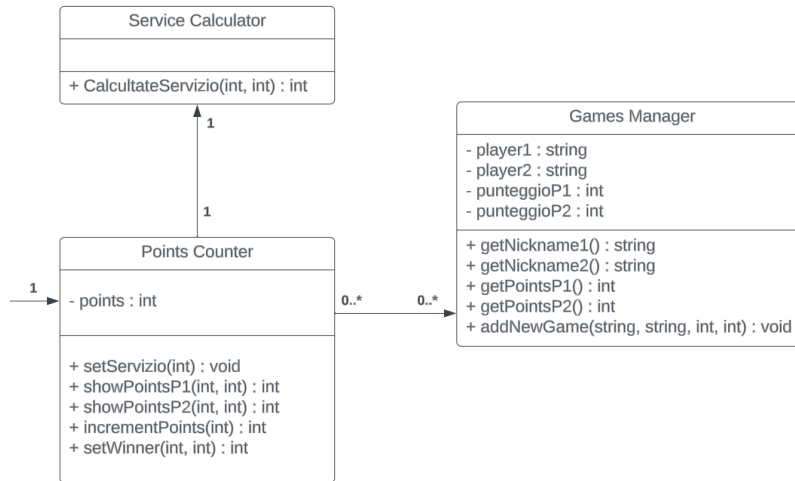 Service Calculator
+ CalcultateServizio(int, int) : int
1
1
Points Counter
- points : int
+ setServizio(int) : void
+ showPointsP1(int, int) : int
+ showPointsP2(int, int) : int
+ incrementPoints(int) : int
+ setWinner(int, int) : int
1
0..*
0..*
Games Manager
- player1 : string
- player2 : string
- punteggioP1 : int
- punteggioP2 : int
+ getNickname1() : string
+ getNickname2() : string
+ getPointsP1() : int
+ getPointsP2() : int
+ addNewGame(string, string, int, int) : void